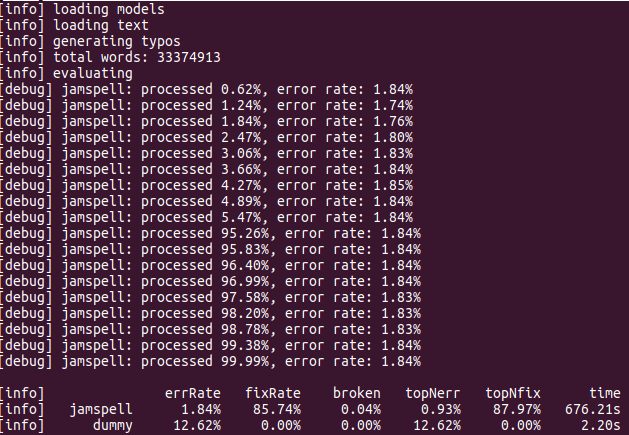 [info] loading models
[info] loading text
[info] generating typos
[info] total words: 33374913
[info] evaluating
[debug] jamspell: processed 0.62%, error rate: 1.84%
[debug] jamspell: processed 1.24%, error rate: 1.74%
[debug] jamspell: processed 1.84%, error rate: 1.76%
[debug] jamspell: processed 2.47%, error rate: 1.80%
[debug] jamspell: processed 3.06%, error rate: 1.83%
[debug] jamspell: processed 3.66%, error rate: 1.84%
[debug] jamspell: processed 4.27%, error rate: 1.85%
[debug] jamspell: processed 4.89%, error rate: 1.84%
[debug] jamspell: processed 5.47%, error rate: 1.84%
[debug] jamspell: processed 95.26%, error rate: 1.84%
[debug] jamspell: processed 95.83%, error rate: 1.84%
[debug] jamspell: processed 96.40%, error rate: 1.84%
[debug] jamspell: processed 96.99%, error rate: 1.84%
[debug] jamspell: processed 97.58%, error rate: 1.83%
[debug] jamspell: processed 98.20%, error rate: 1.83%
[debug] jamspell: processed 98.78%, error rate: 1.83%
[debug] jamspell: processed 99.38%, error rate: 1.84%
[debug] jamspell: processed 99.99%, error rate: 1.84%
[info] errRate fixRate broken topNerr topNfix time
[info] jamspell 1.84% 85.74% 0.04% 0.93% 87.97% 676.21s
[info] dummy 12.62% 0.00% 0.00% 12.62% 0.00% 2.20s